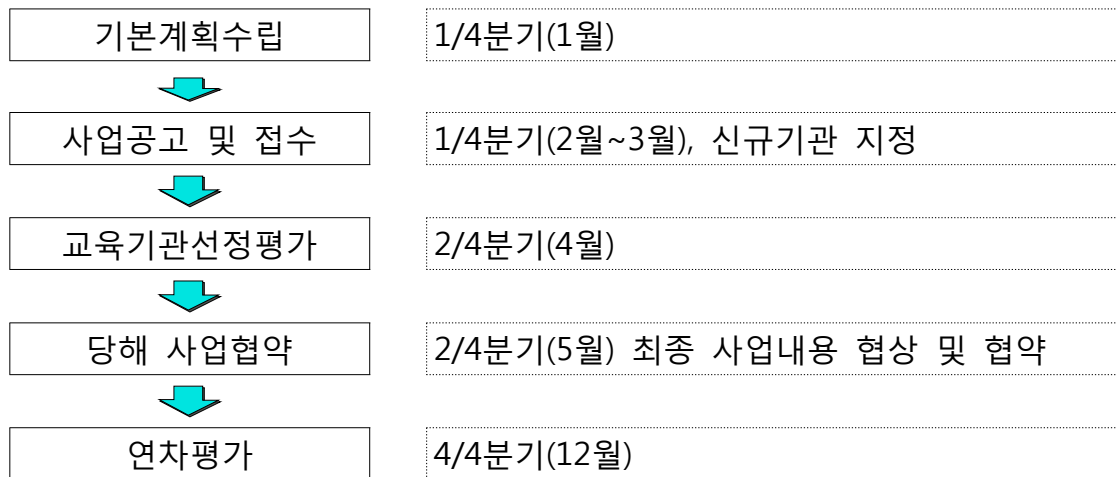 기본계획수립 1/4분기(1월)
사업공고 및 접수 1/4분기(2월~3월), 신규기관 지정
교육기관선정평가 2/4분기(4월)
당해 사업협약 2/4분기(5월) 최종 사업내용 협상 및 협약
연차평가 4/4분기(12월)